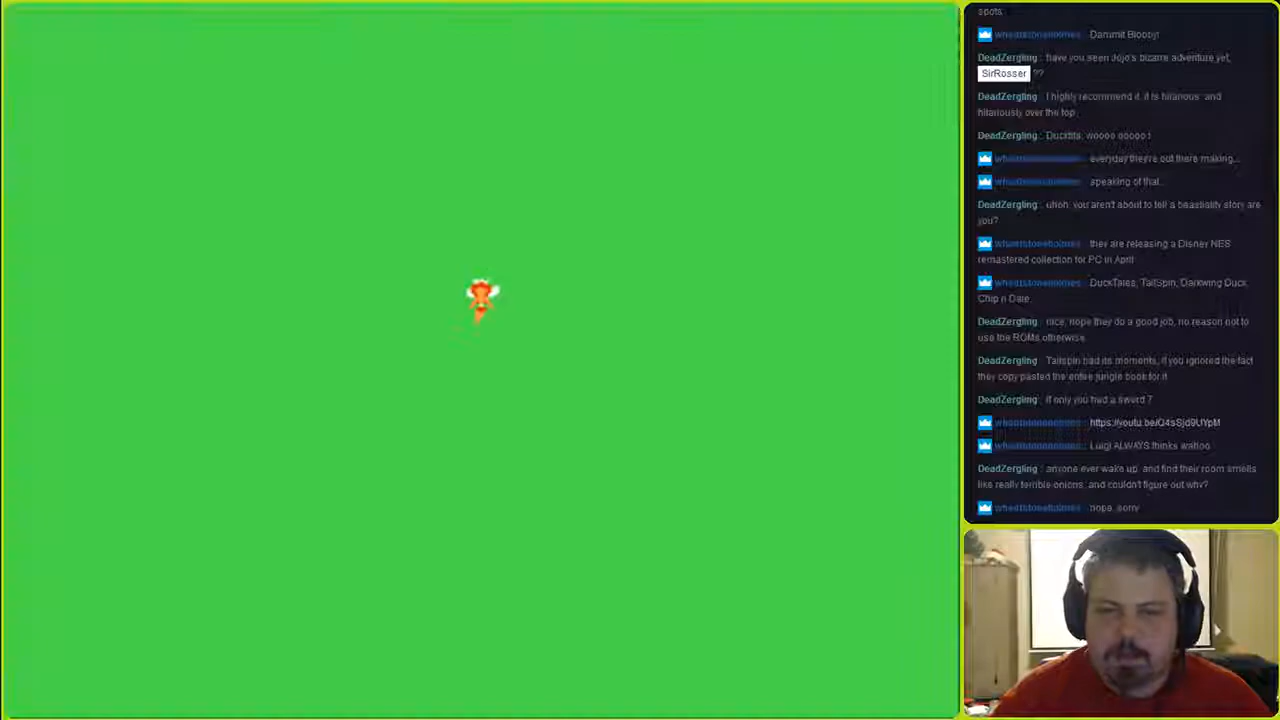 spots.
Dammit Blooby!
DeadZergling: have you seen Jojo's bizarre adventure yet,
SirRosser ??
DeadZergling: I highly recommend it, it is hilarious, and
hilariously over the top
DeadZergling: Ducktits, woooo ooooo !
everyday they're out there making...
speaking of that..
DeadZergling: uhoh, you aren't about to tell a beastiality story are
you?
they are releasing a Disney NES
remastered collection for PC in April
DuckTales, TailSpin, Darkwing Duck,
Chip n Dale,
DeadZergling: nice, hope they do a good job, no reason not to
use the ROMs otherwise
DeadZergling: Tailspin had its moments, if you ignored the fact
they copy pasted the entire jungle book for it
DeadZergling: if only you had a sword ?
https://youtu.be/Q4sSjd9UYpM
Luigi ALWAYS thinks wahoo
DeadZergling: anyone ever wake up, and find their room smells
like really terrible onions, and couldn't figure out why?
nope, sorry